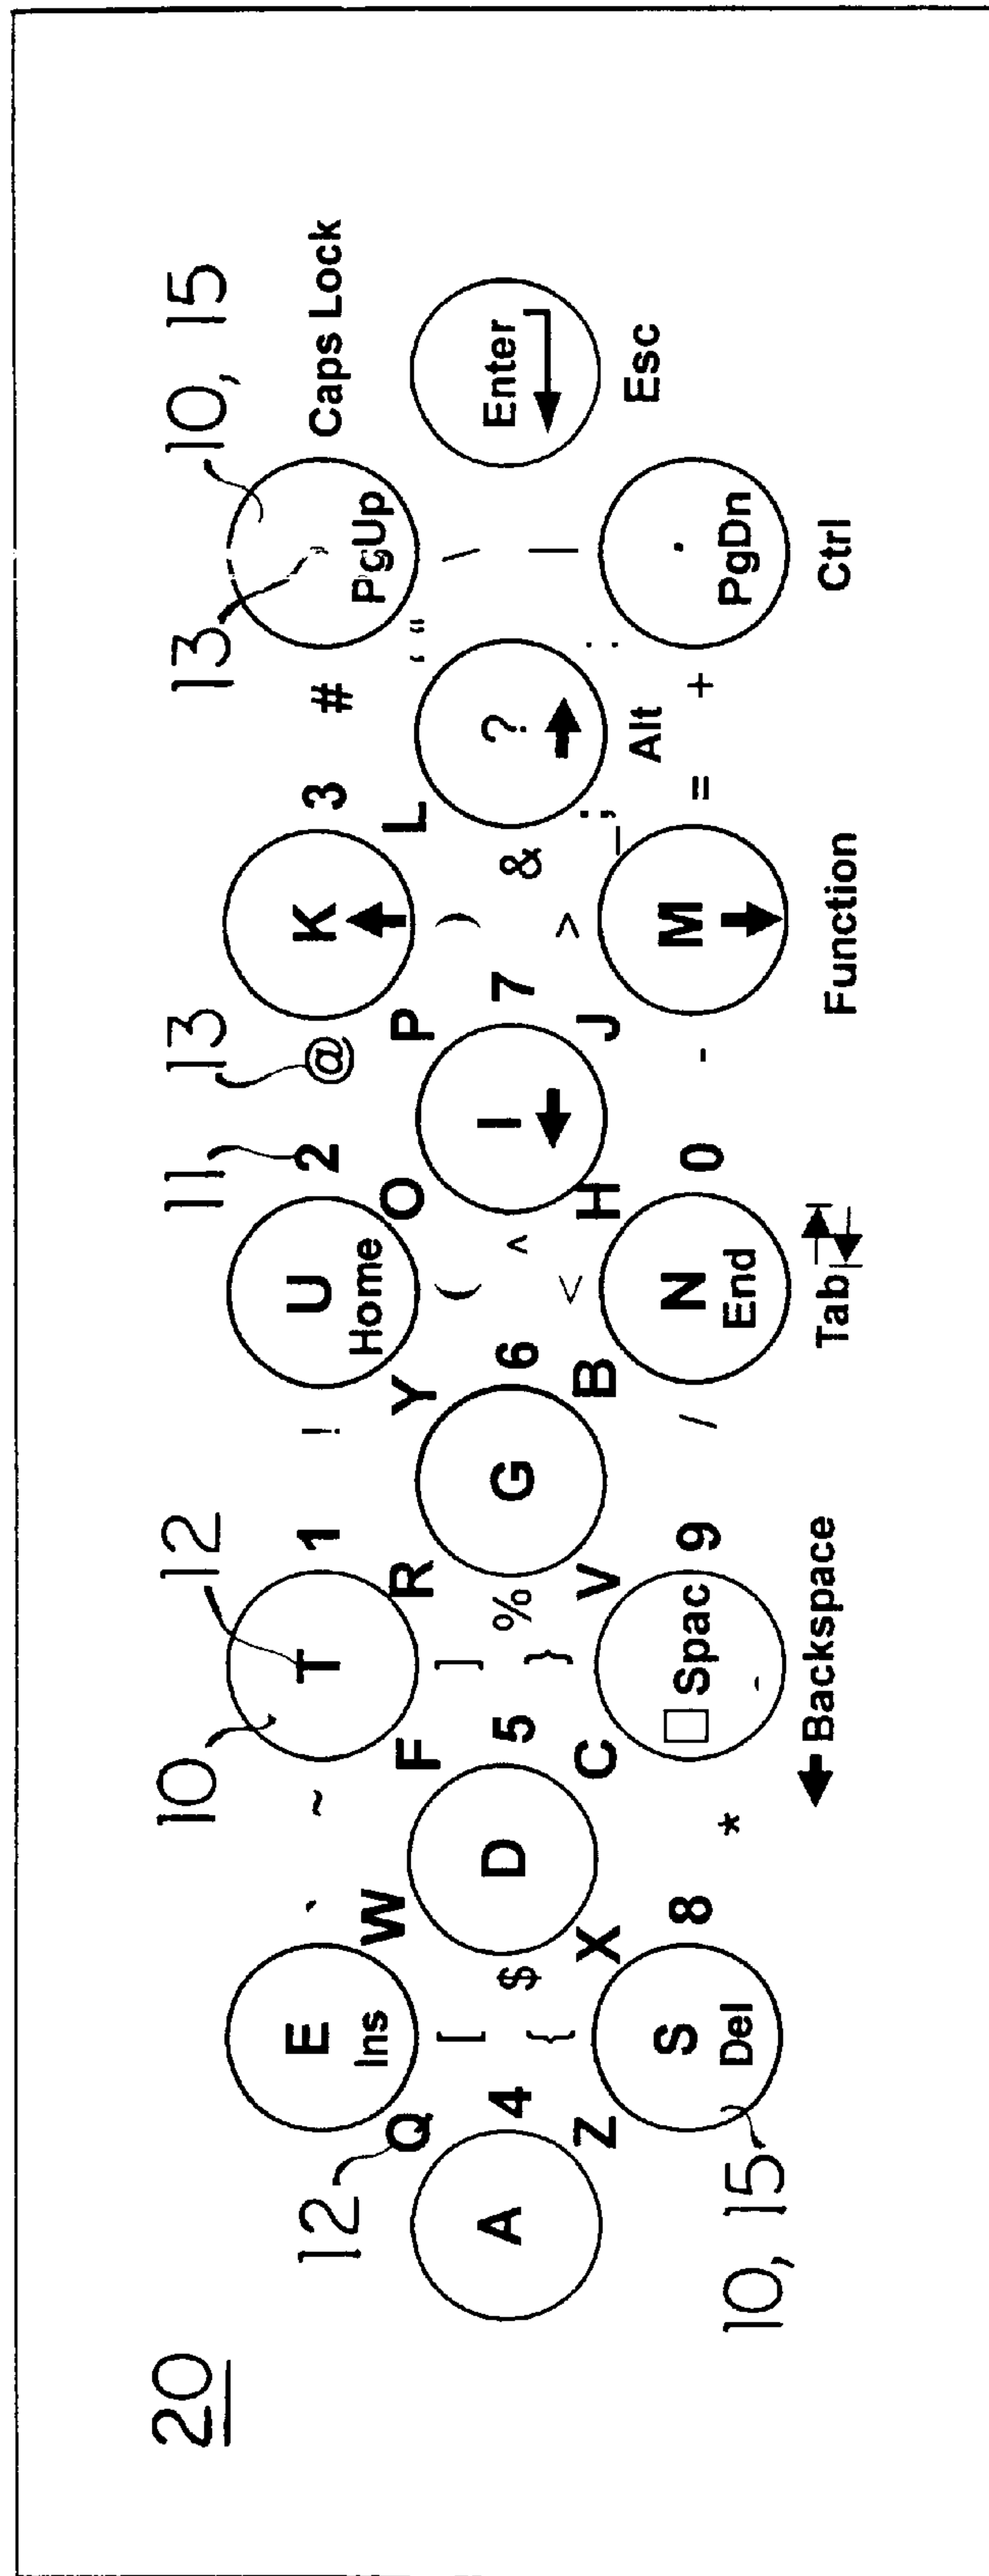 20 10 12 11 13 13 10, 15
12 E ` ~ T 1 ! U 2 @ K 3 # Caps Lock
Ins Home ↑ PgUp
Q W F R Y O P L ' "
[ ] ( ) \
A 4 $ D 5 % G 6 ^ I 7 & ? Enter
{ } < ← > → |
Z X C V B H J _ ; : Esc
Alt
S 8 * □ Spac 9 / N 0 - M = + .
10, 15 Del End ↓ PgDn
← Backspace Tab Function Ctrl